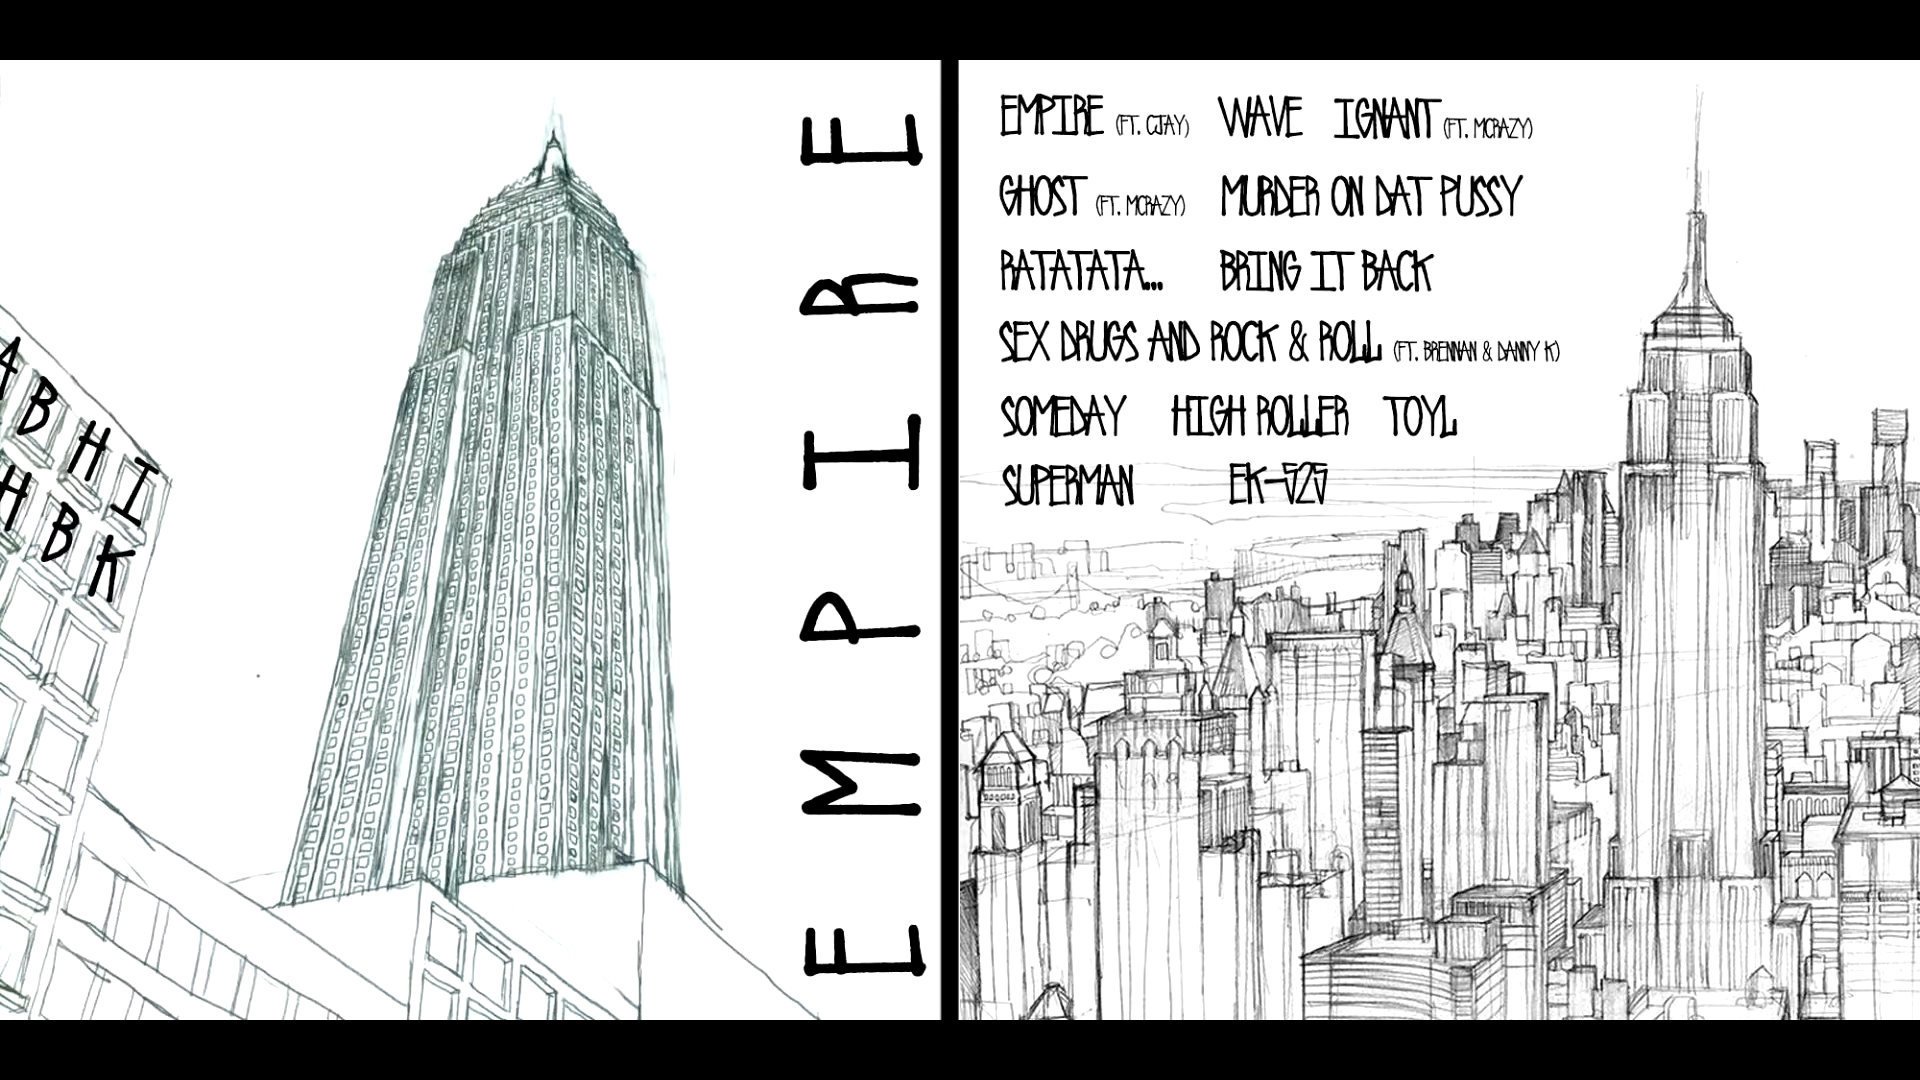 ABHI
HBK
EMPIRE
EMPIRE (FT. CJAY) WAVE IGNANT (FT. MCRAZY)
GHOST (FT. MCRAZY) MURDER ON DAT PUSSY
RATATATA... BRING IT BACK
SEX DRUGS AND ROCK & ROLL (FT. BRENNAN & DANNY K)
SOMEDAY HIGH ROLLER TOYL
SUPERMAN EK-525